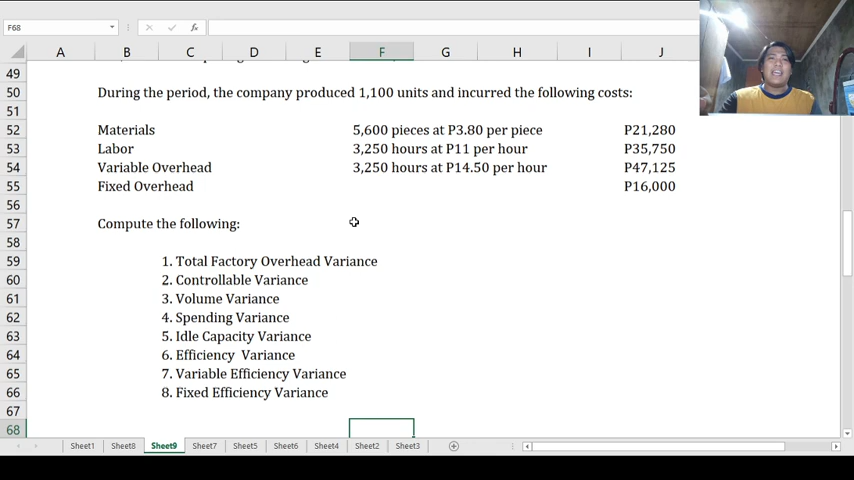 F68
fx
A B C D E F G H I J
49
50 During the period, the company produced 1,100 units and incurred the following costs:
51
52 Materials 5,600 pieces at P3.80 per piece P21,280
53 Labor 3,250 hours at P11 per hour P35,750
54 Variable Overhead 3,250 hours at P14.50 per hour P47,125
55 Fixed Overhead P16,000
56
57 Compute the following:
58
59 1. Total Factory Overhead Variance
60 2. Controllable Variance
61 3. Volume Variance
62 4. Spending Variance
63 5. Idle Capacity Variance
64 6. Efficiency Variance
65 7. Variable Efficiency Variance
66 8. Fixed Efficiency Variance
67
68
Sheet1 Sheet8 Sheet9 Sheet7 Sheet5 Sheet6 Sheet4 Sheet2 Sheet3